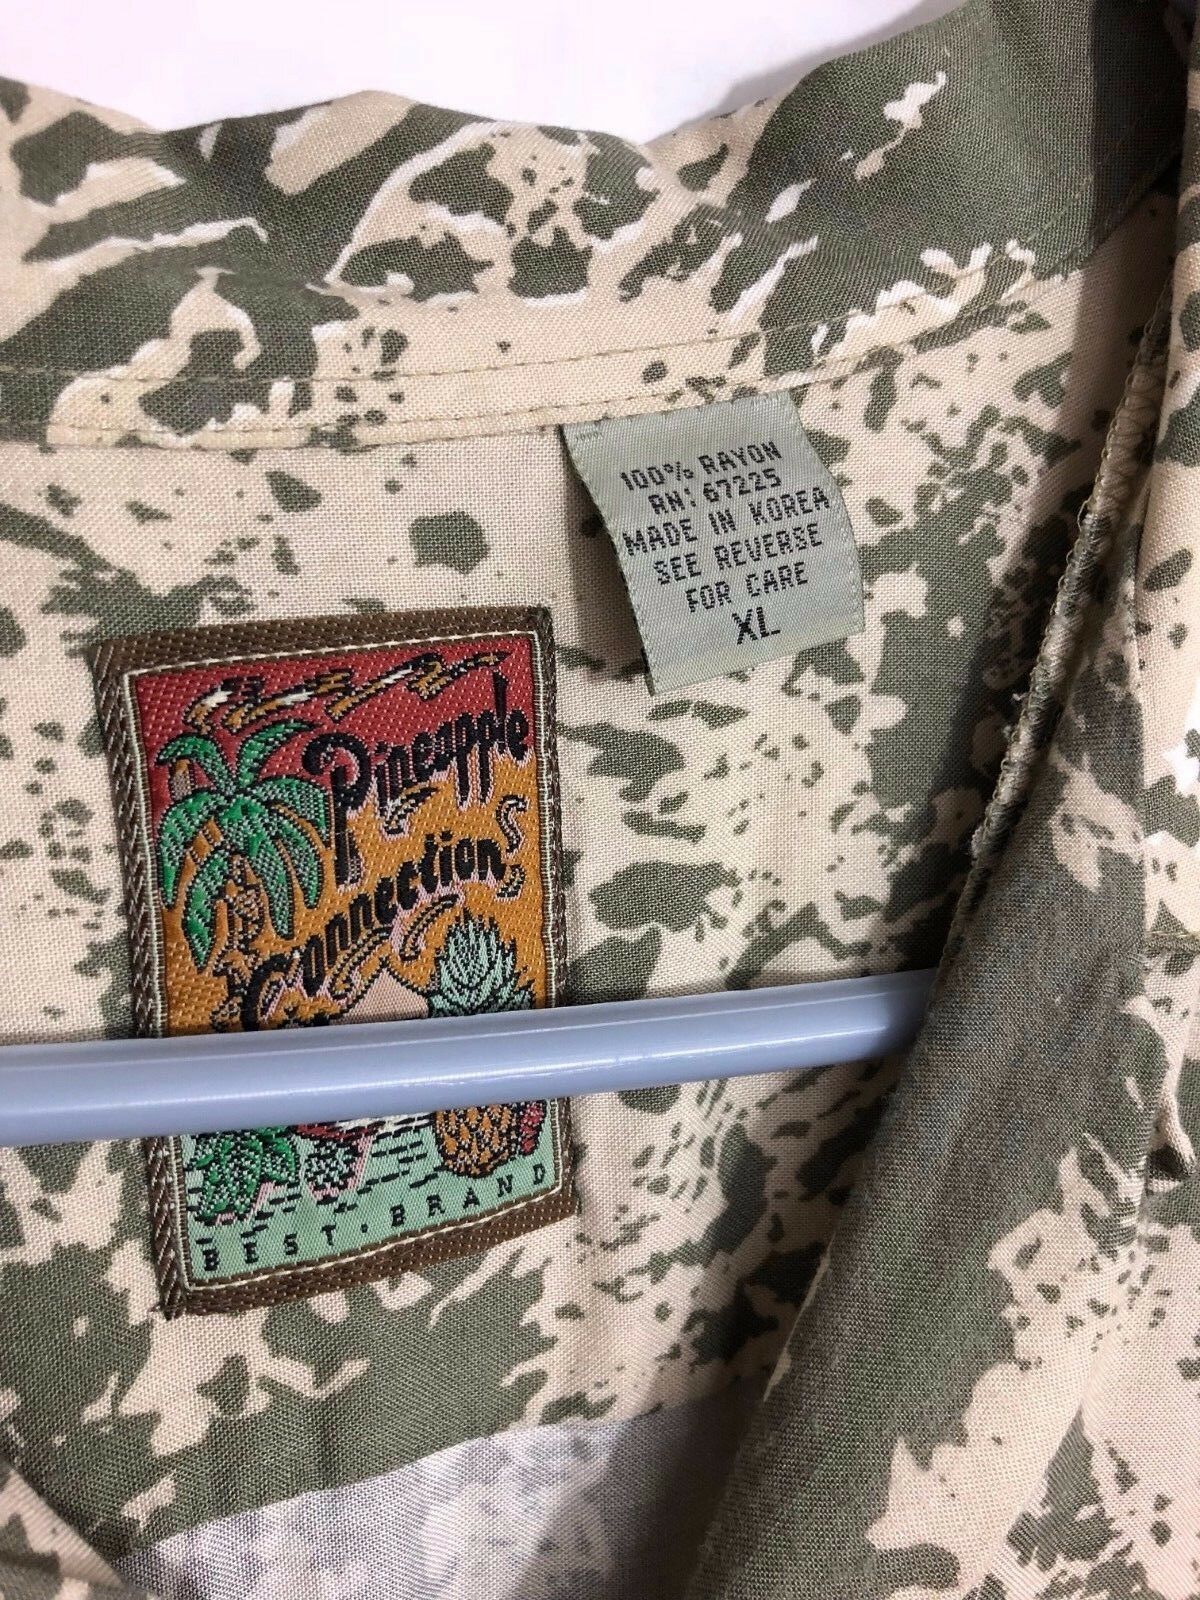 100% RAYON
RN: 67225
MADE IN KOREA
SEE REVERSE
FOR CARE
XL
Pineapple
Connection
BEST·BRAND